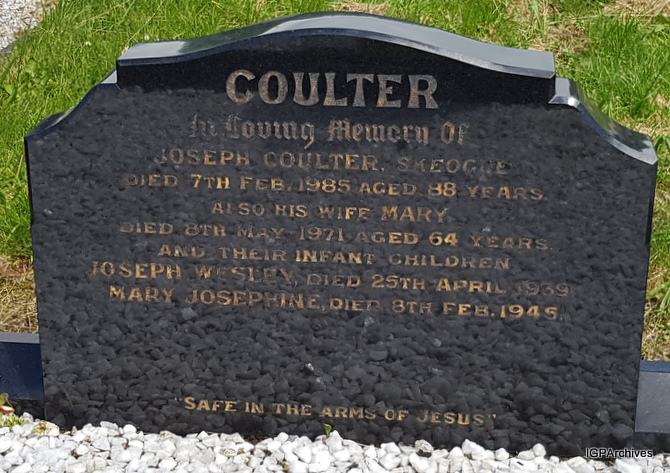 COULTER
In Loving Memory Of
JOSEPH COULTER, SKEOGHE
DIED 7TH FEB. 1985 AGED 88 YEARS.
ALSO HIS WIFE MARY,
DIED 8TH MAY 1971 AGED 64 YEARS.
AND THEIR INFANT CHILDREN
JOSEPH WESLEY, DIED 25TH APRIL 1939
MARY JOSEPHINE, DIED 8TH FEB. 1945.
"SAFE IN THE ARMS OF JESUS"
IGPArchives